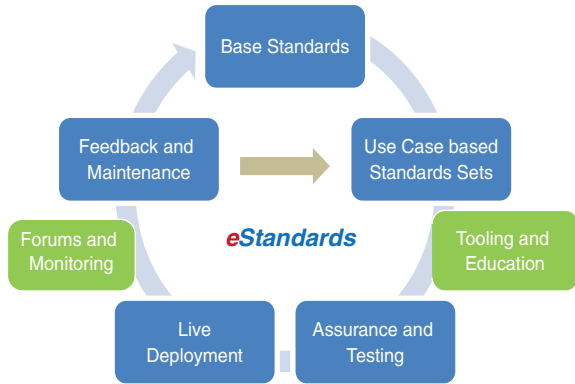 Base Standards
Feedback and
Maintenance
Use Case based
Standards Sets
Forums and
Monitoring
eStandards
Tooling and
Education
Live
Deployment
Assurance and
Testing